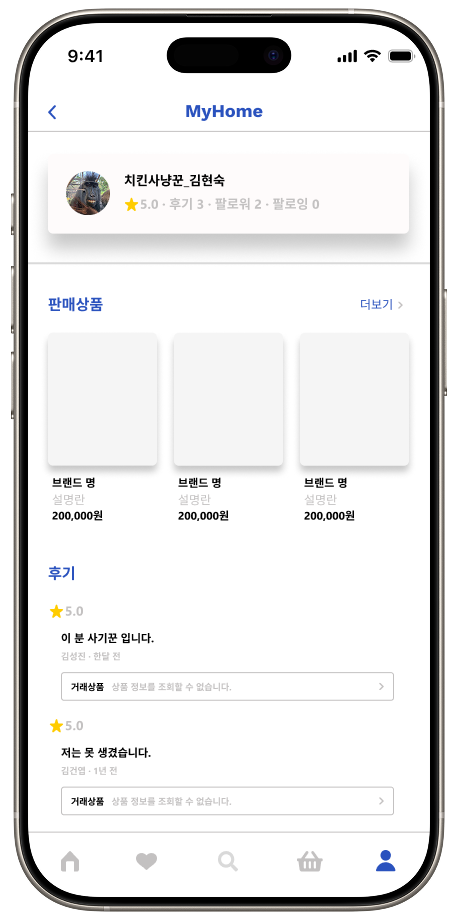 9:41
MyHome
치킨사냥꾼_김현숙
5.0 · 후기 3 · 팔로워 2 · 팔로잉 0
판매상품 더보기
브랜드 명 브랜드 명 브랜드 명
설명란 설명란 설명란
200,000원 200,000원 200,000원
후기
5.0
이 분 사기꾼 입니다.
김성진 · 한달 전
거래상품 상품 정보를 조회할 수 없습니다.
5.0
저는 못 생겼습니다.
김건엽 · 1년 전
거래상품 상품 정보를 조회할 수 없습니다.